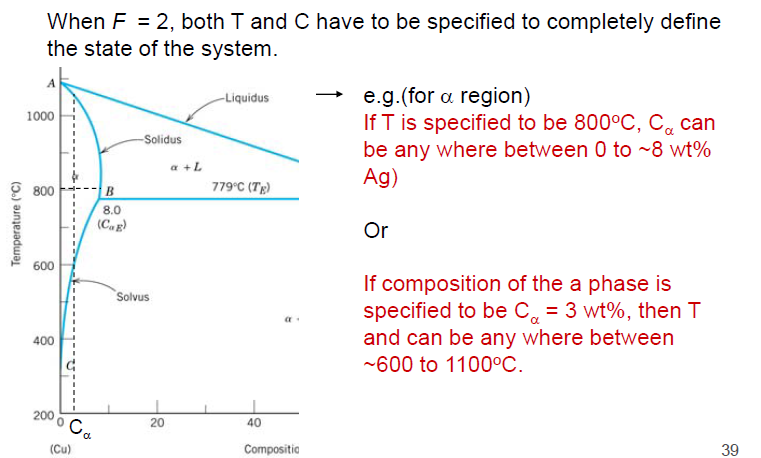 When F = 2, both T and C have to be specified to completely define
the state of the system.
A
Liquidus
1000
Solidus
α + L
α
800
B
779°C (TE)
8.0
(CαE)
Temperature (°C)
600
Solvus
α
400
C
200
0
Cα
20
40
(Cu)
Compositic
→ e.g.(for α region)
If T is specified to be 800ºC, Cα can
be any where between 0 to ~8 wt%
Ag)
Or
If composition of the a phase is
specified to be Cα = 3 wt%, then T
and can be any where between
~600 to 1100ºC.
39